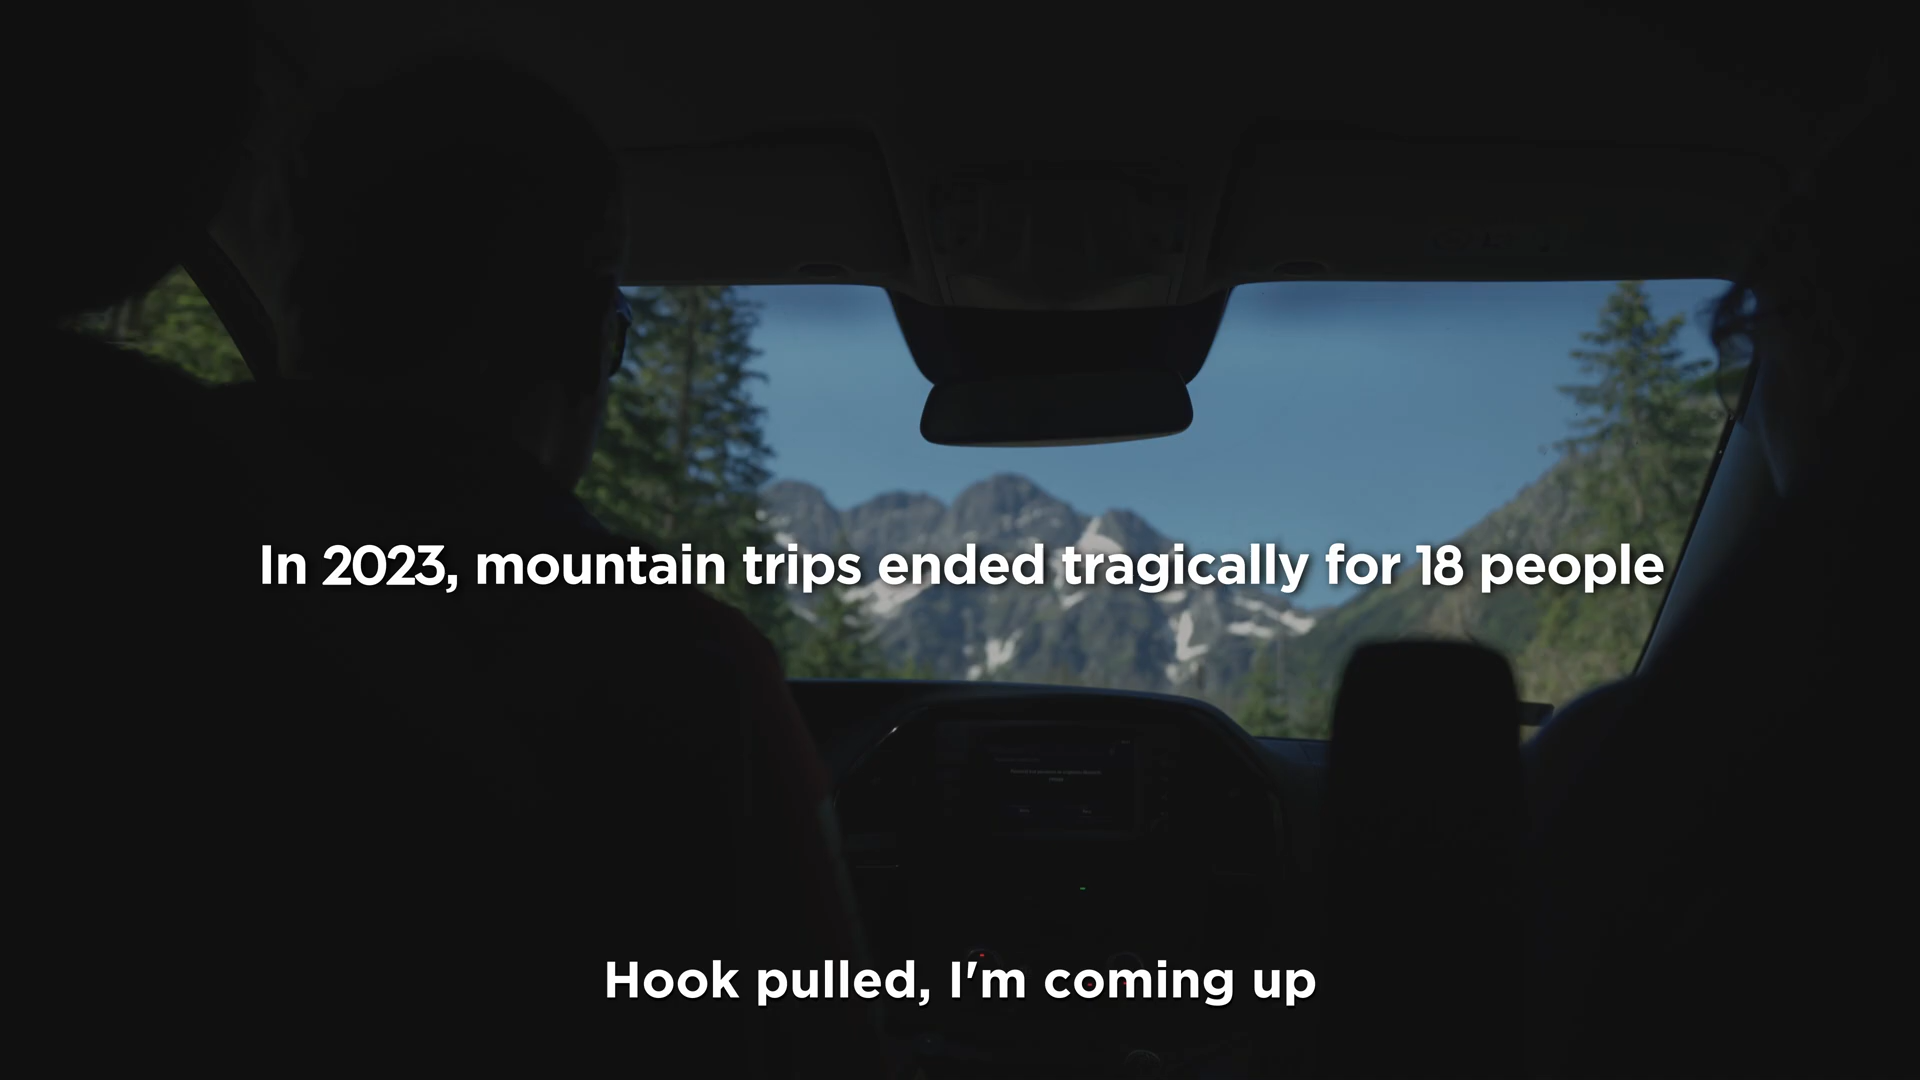 In 2023, mountain trips ended tragically for 18 people
Hook pulled, I'm coming up